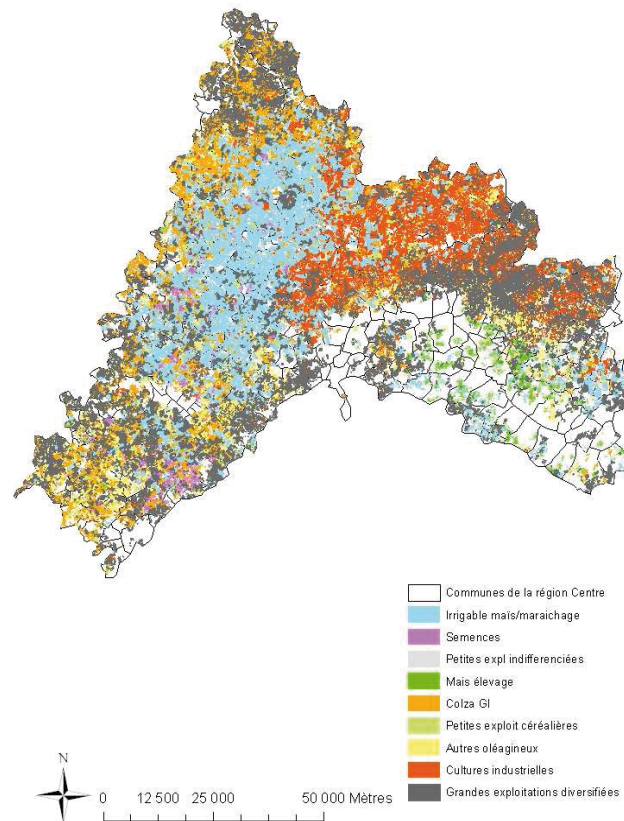 Communes de la région Centre
Irrigable maïs/maraichage
Semences
Petites expl indifferenciées
Mais élevage
Colza GI
Petites exploit céréalières
Autres oléagineux
Cultures industrielles
Grandes exploitations diversifiées
N
0 12 500 25 000 50 000 Mètres